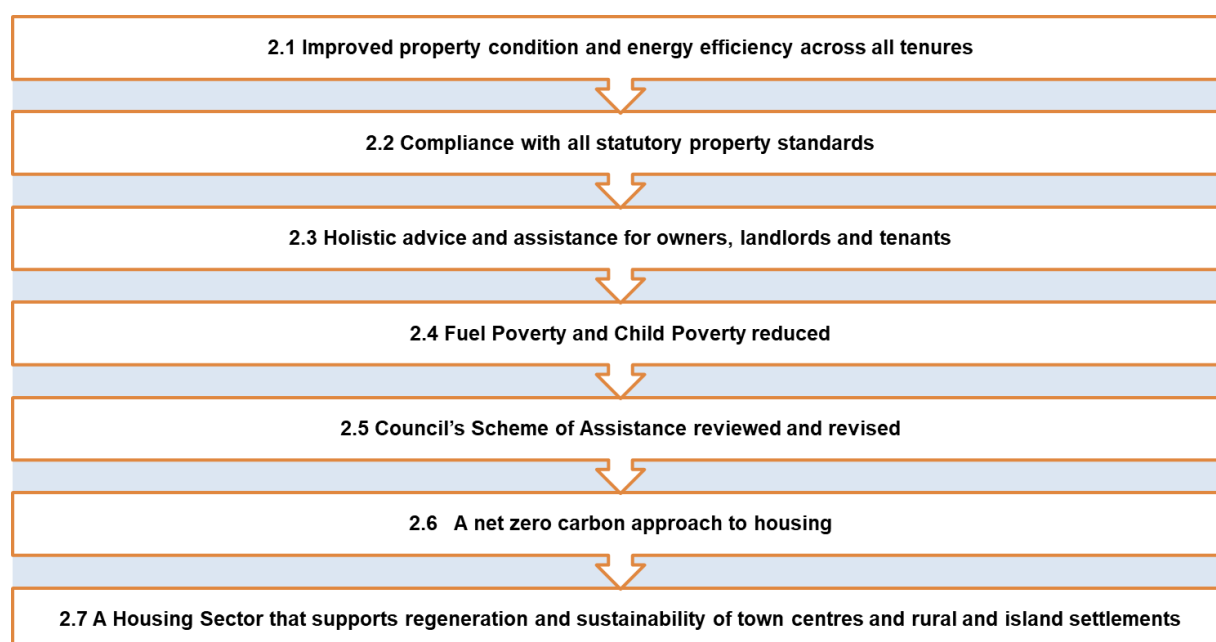 2.1 Improved property condition and energy efficiency across all tenures
2.2 Compliance with all statutory property standards
2.3 Holistic advice and assistance for owners, landlords and tenants
2.4 Fuel Poverty and Child Poverty reduced
2.5 Council’s Scheme of Assistance reviewed and revised
2.6 A net zero carbon approach to housing
2.7 A Housing Sector that supports regeneration and sustainability of town centres and rural and island settlements